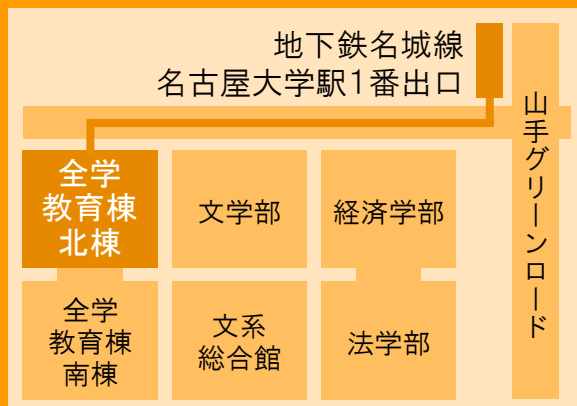 地下鉄名城線
名古屋大学駅1番出口
山手グリーンロード
全学
教育棟
北棟
文学部
経済学部
全学
教育棟
南棟
文系
総合館
法学部